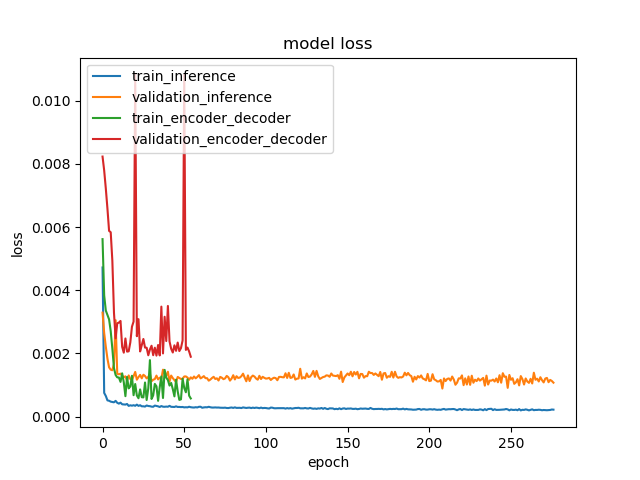 model loss
train_inference
validation_inference
train_encoder_decoder
validation_encoder_decoder
0.010
0.008
0.006
0.004
0.002
0.000
loss
0 50 100 150 200 250
epoch